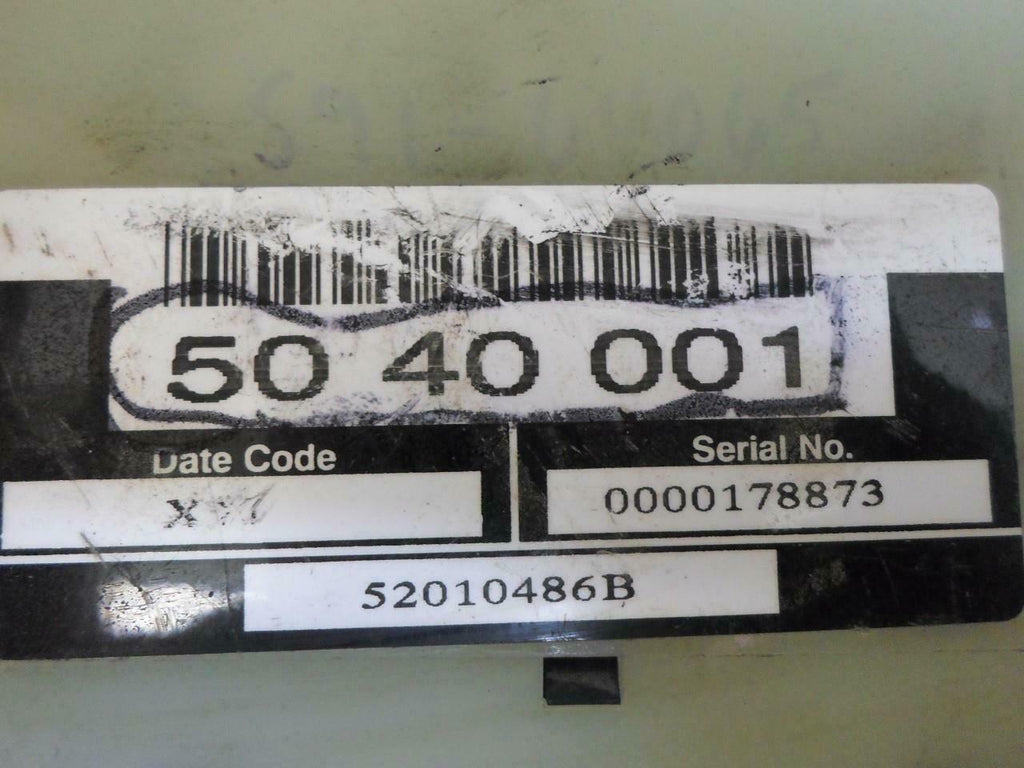 50 40 001
Date Code
Serial No.
0000178873
52010486B